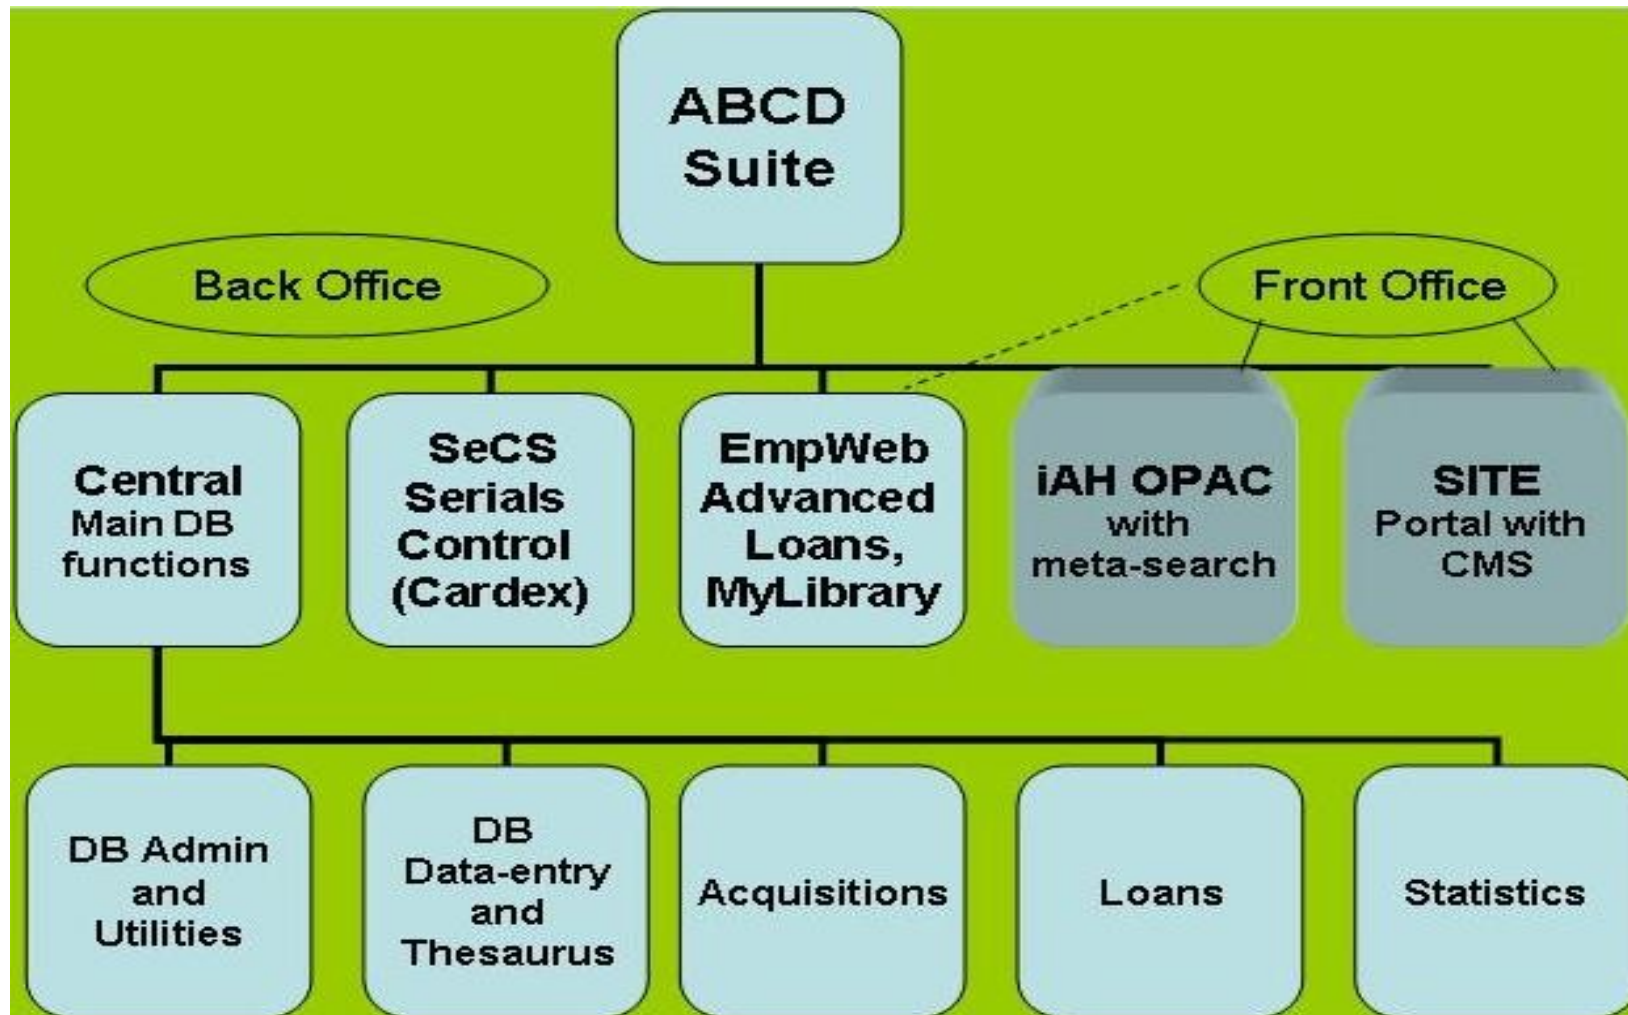 ABCD
Suite
Back Office
Front Office
Central
Main DB
functions
SeCS
Serials
Control
(Cardex)
EmpWeb
Advanced
Loans,
MyLibrary
iAH OPAC
with
meta-search
SITE
Portal with
CMS
DB Admin
and
Utilities
DB
Data-entry
and
Thesaurus
Acquisitions
Loans
Statistics